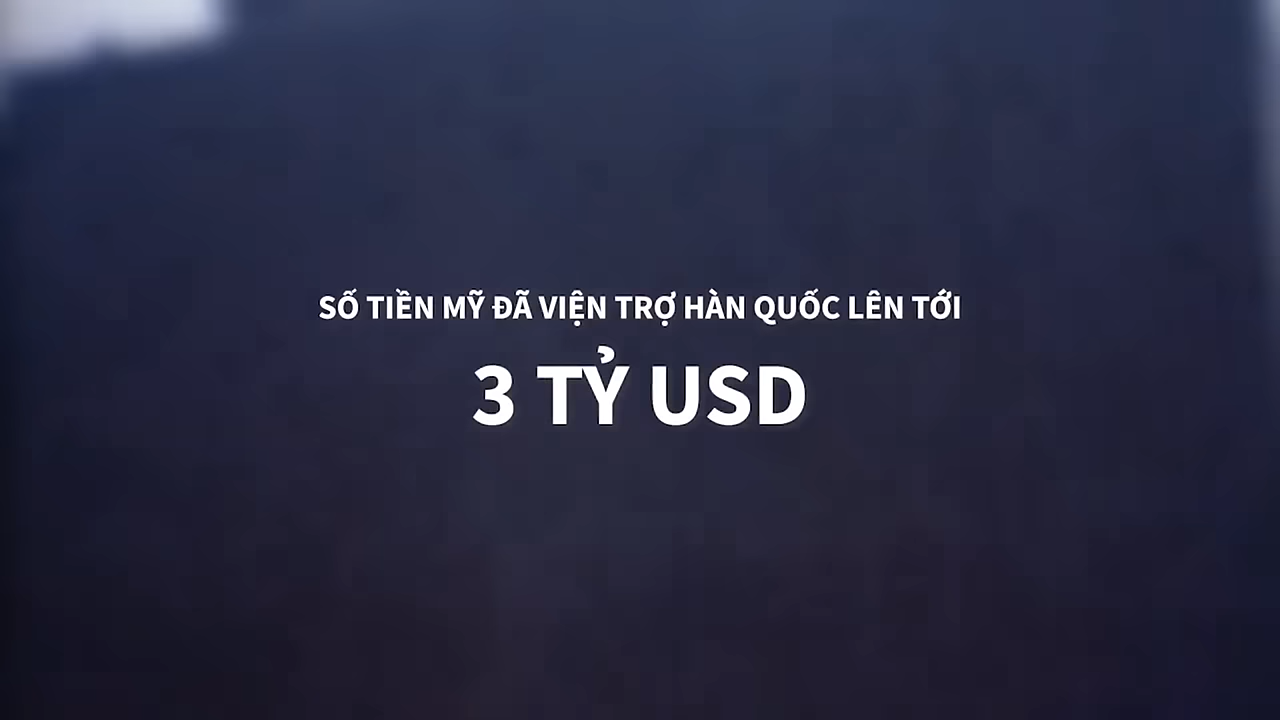 SỐ TIỀN MỸ ĐÃ VIỆN TRỢ HÀN QUỐC LÊN TỚI
3 TỶ USD